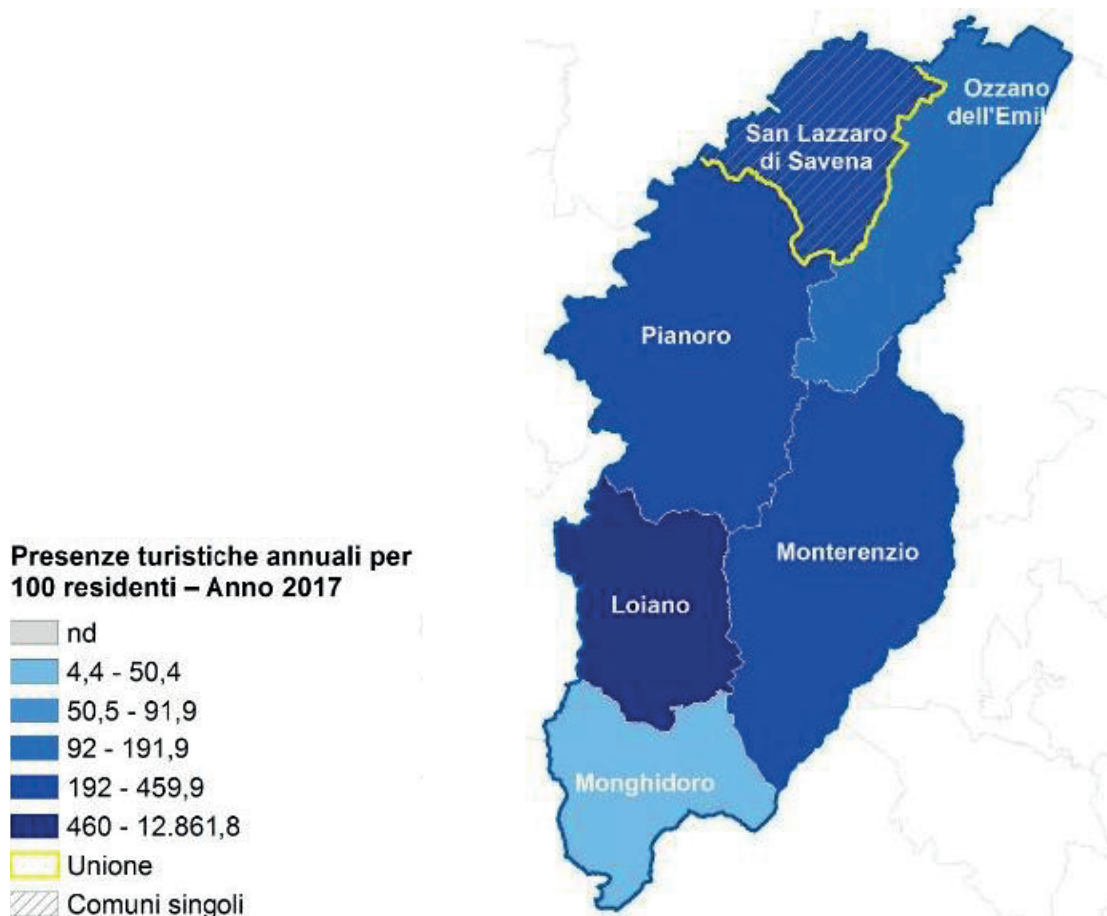 Ozzano
dell'Emil
San Lazzaro
di Savena
Pianoro
Monterenzio
Loiano
Monghidoro
Presenze turistiche annuali per
100 residenti – Anno 2017
nd
4,4 - 50,4
50,5 - 91,9
92 - 191,9
192 - 459,9
460 - 12.861,8
Unione
Comuni singoli